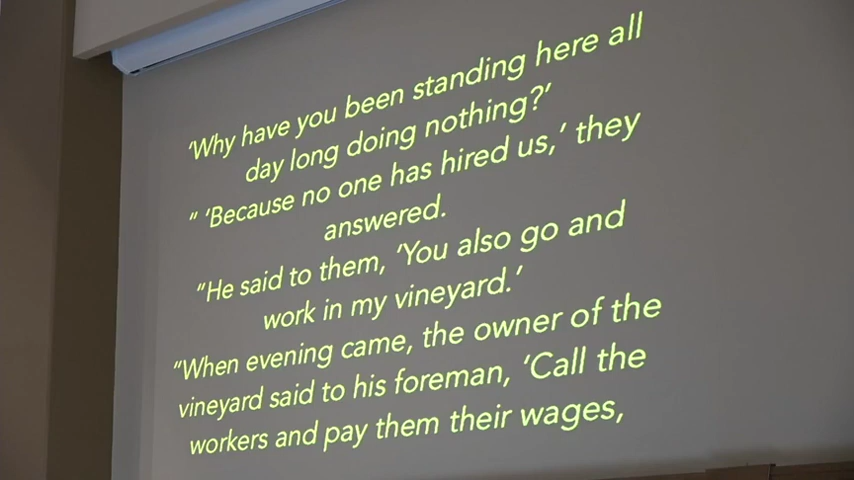 ‘Why have you been standing here all
day long doing nothing?’
“ ‘Because no one has hired us,’ they
answered.
“He said to them, ‘You also go and
work in my vineyard.’
“When evening came, the owner of the
vineyard said to his foreman, ‘Call the
workers and pay them their wages,